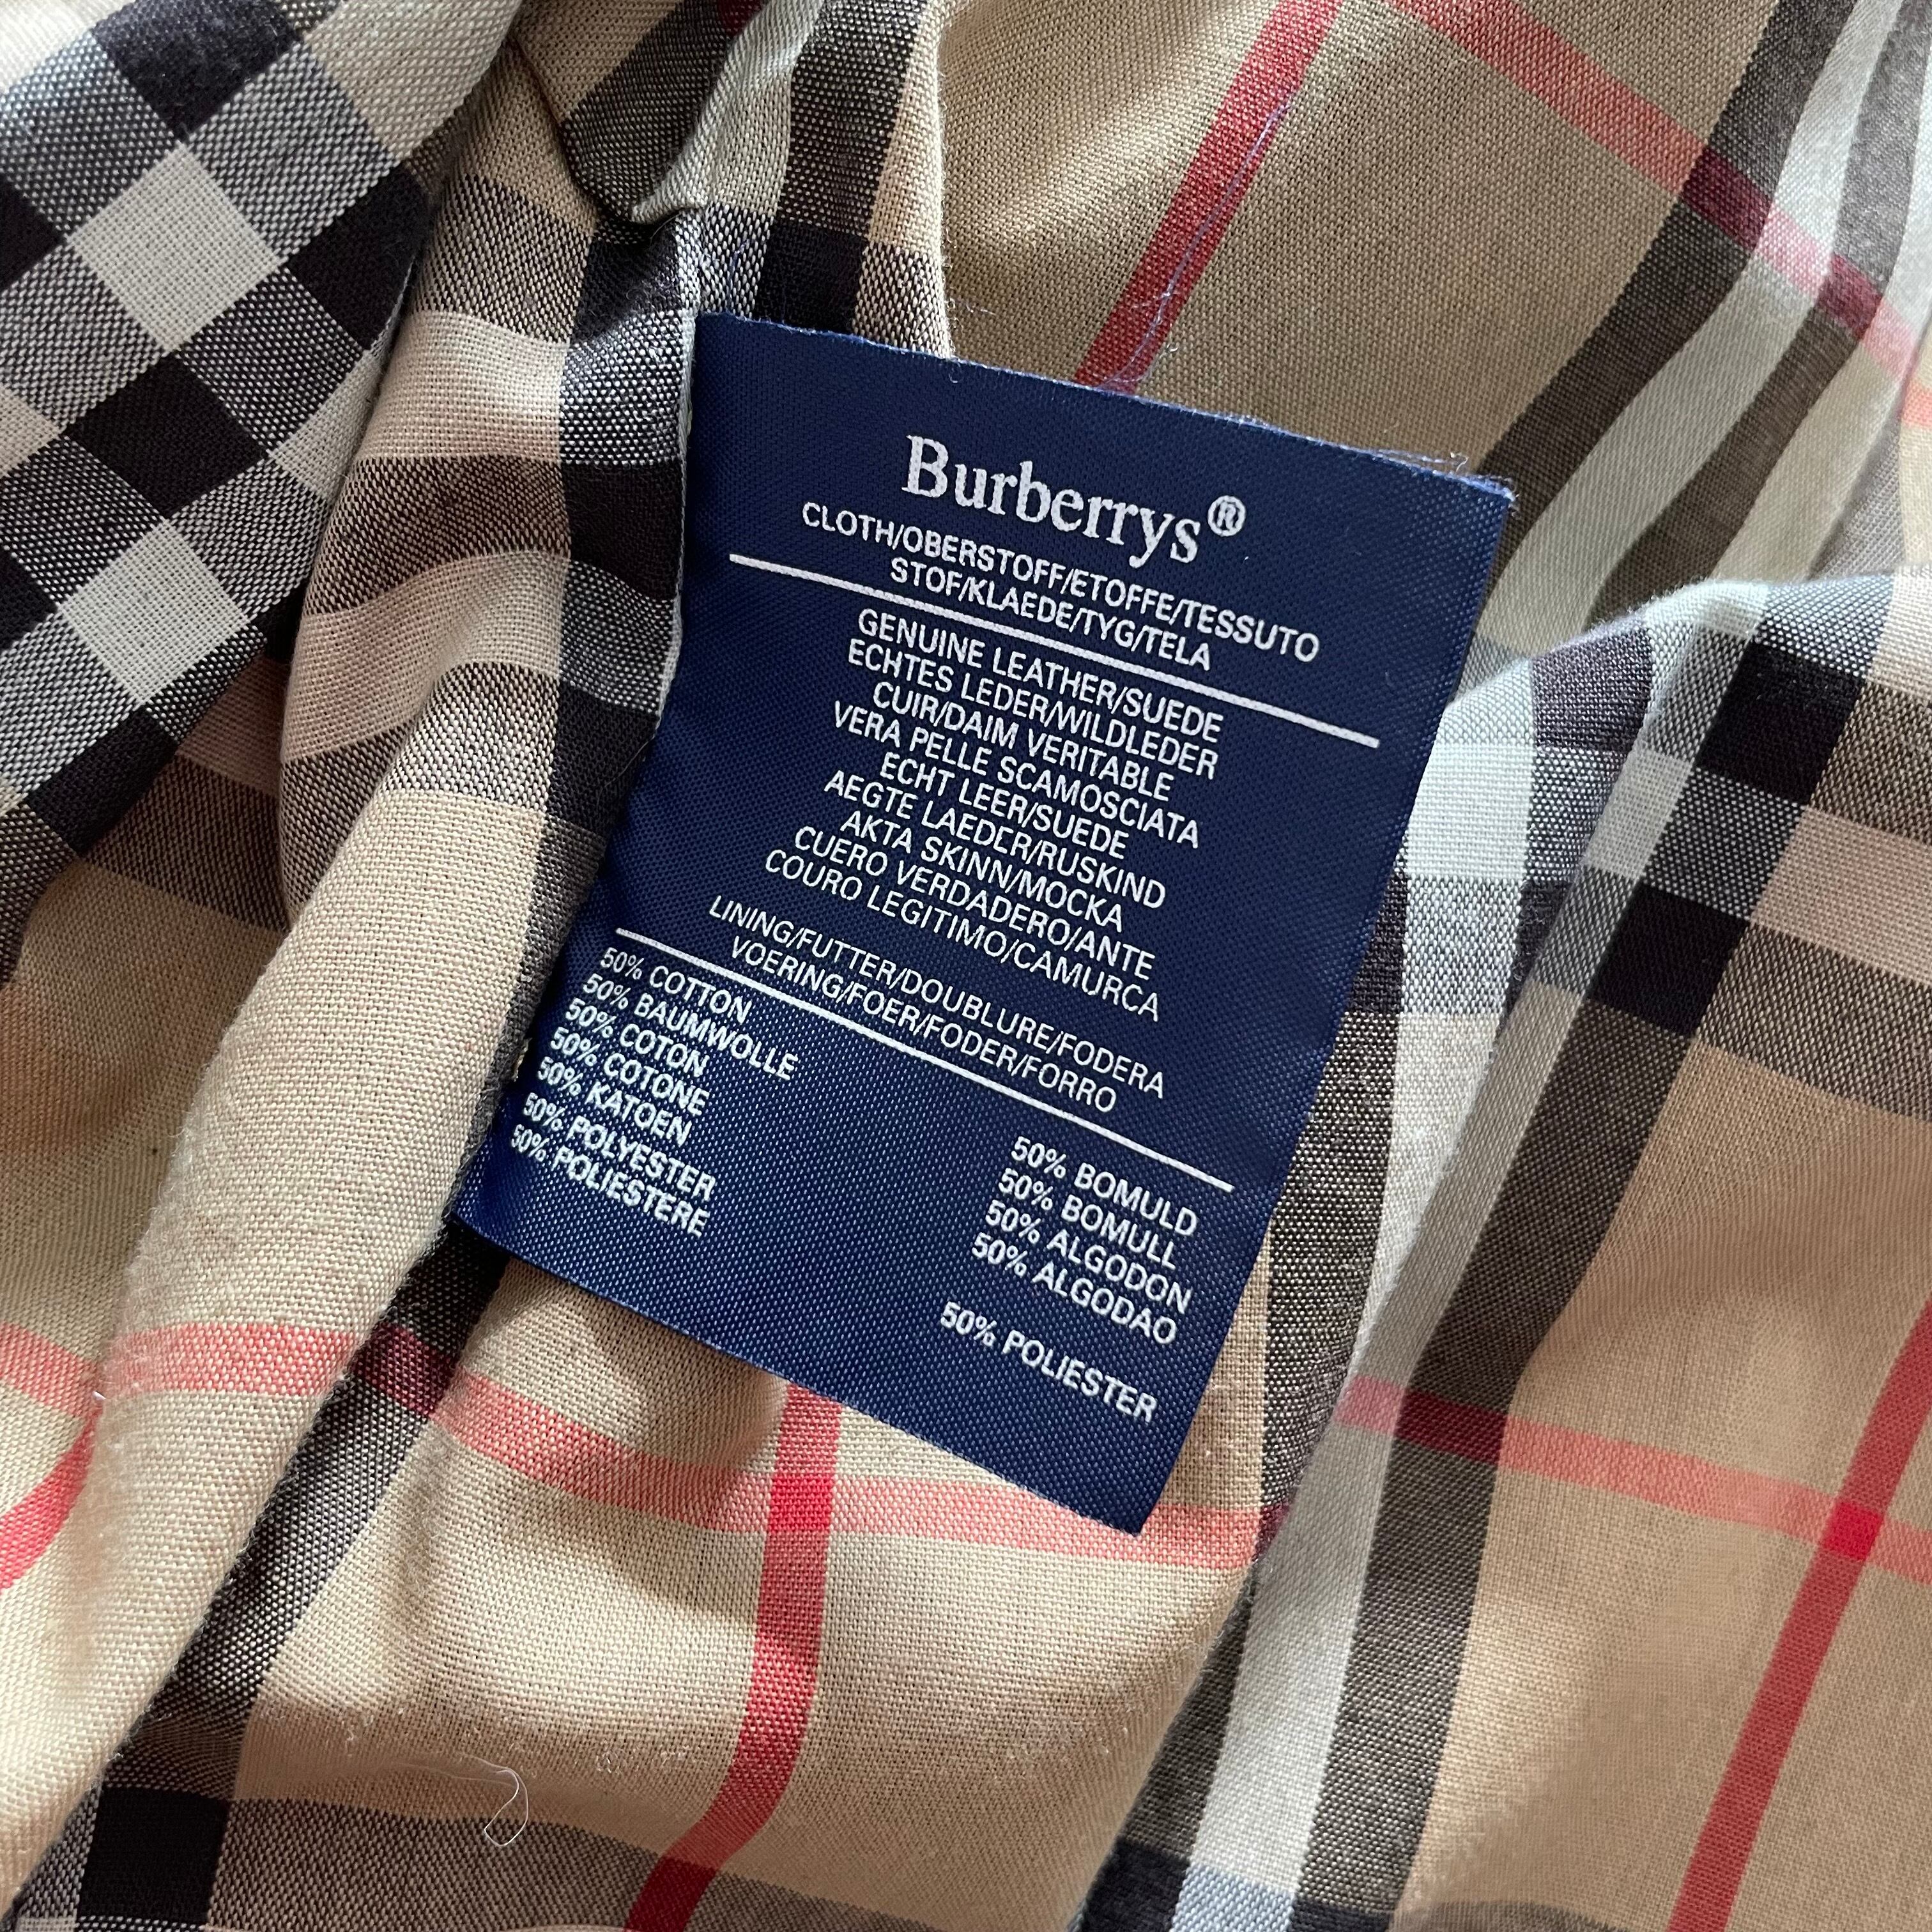 Burberrys®
CLOTH/OBERSTOFF/ETOFFE/TESSUTO
STOF/KLAEDE/TYG/TELA
GENUINE LEATHER/SUEDE
ECHTES LEDER/WILDLEDER
CUIR/DAIM VERITABLE
VERA PELLE SCAMOSCIATA
ECHT LEER/SUEDE
AEGTE LAEDER/RUSKIND
AKTA SKINN/MOCKA
CUERO VERDADERO/ANTE
COURO LEGITIMO/CAMURCA
LINING/FUTTER/DOUBLURE/FODERA
VOERING/FOER/FODER/FORRO
50% COTTON
50% BAUMWOLLE
50% COTON
50% COTONE
50% KATOEN
50% POLYESTER
50% POLIESTERE
50% BOMULD
50% BOMULL
50% ALGODON
50% ALGODAO
50% POLIESTER